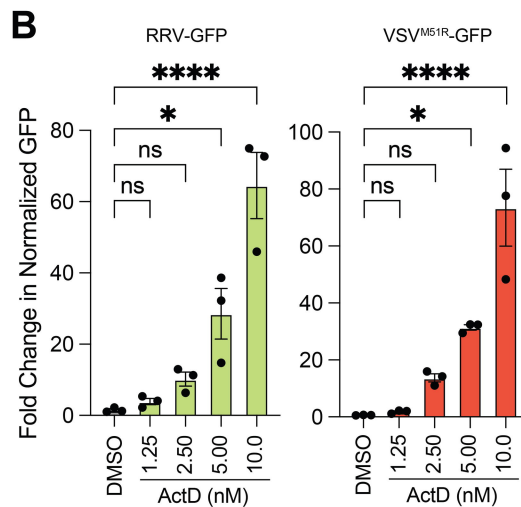 B
RRV-GFP
VSV^M51R-GFP
****
****
*
*
ns
ns
ns
ns
Fold Change in Normalized GFP
80
60
40
20
0
100
80
60
40
20
0
DMSO
1.25
2.50
5.00
10.0
DMSO
1.25
2.50
5.00
10.0
ActD (nM)
ActD (nM)